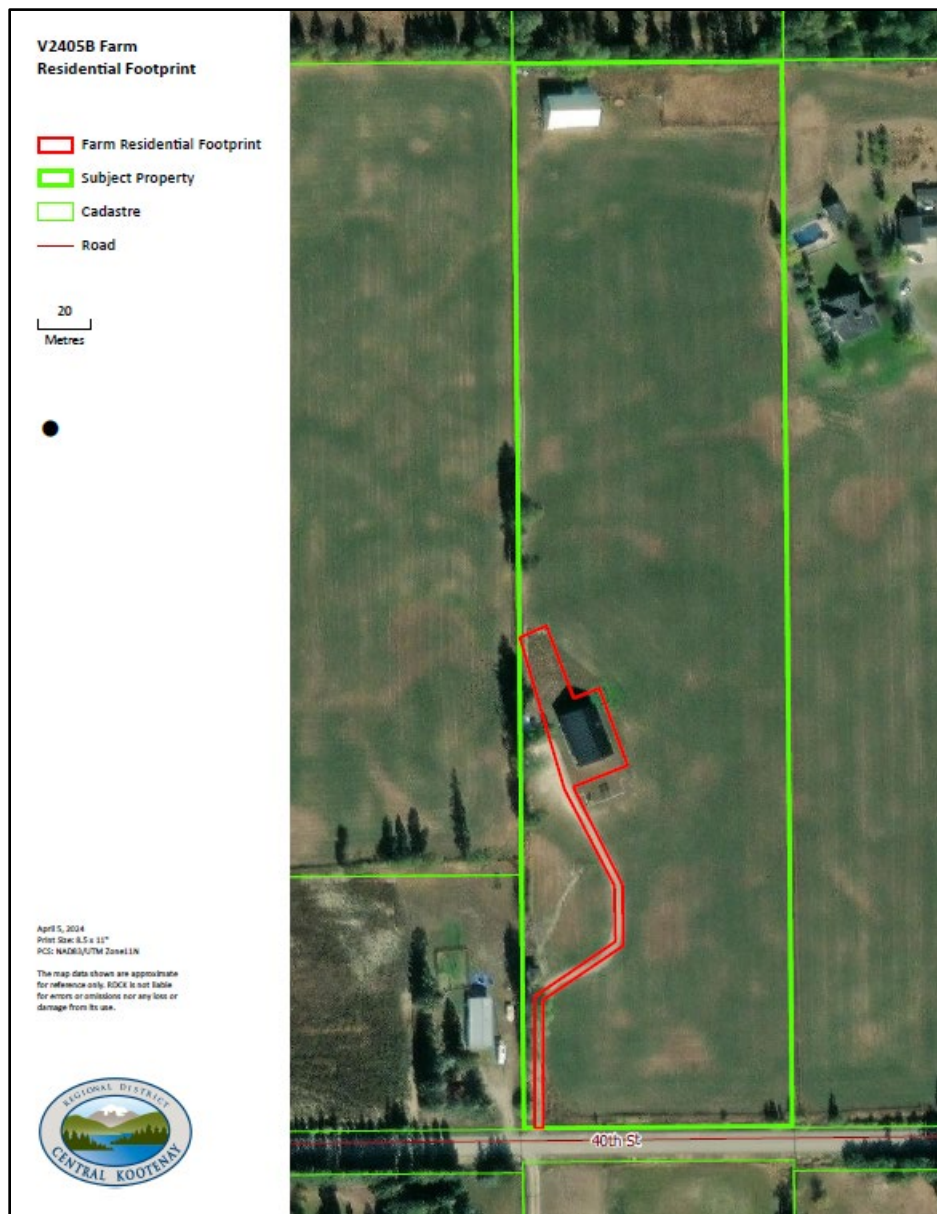 V2405B Farm
Residential Footprint
Farm Residential Footprint
Subject Property
Cadastre
Road
20
Metres
40th St
April 5, 2024
Print Size: 8.5 x 11"
PCS: NAD83/UTM Zone11N
The map data shown are approximate
for reference only. RDCK is not liable
for errors or omissions nor any loss or
damage from its use.
REGIONAL DISTRICT
CENTRAL KOOTENAY